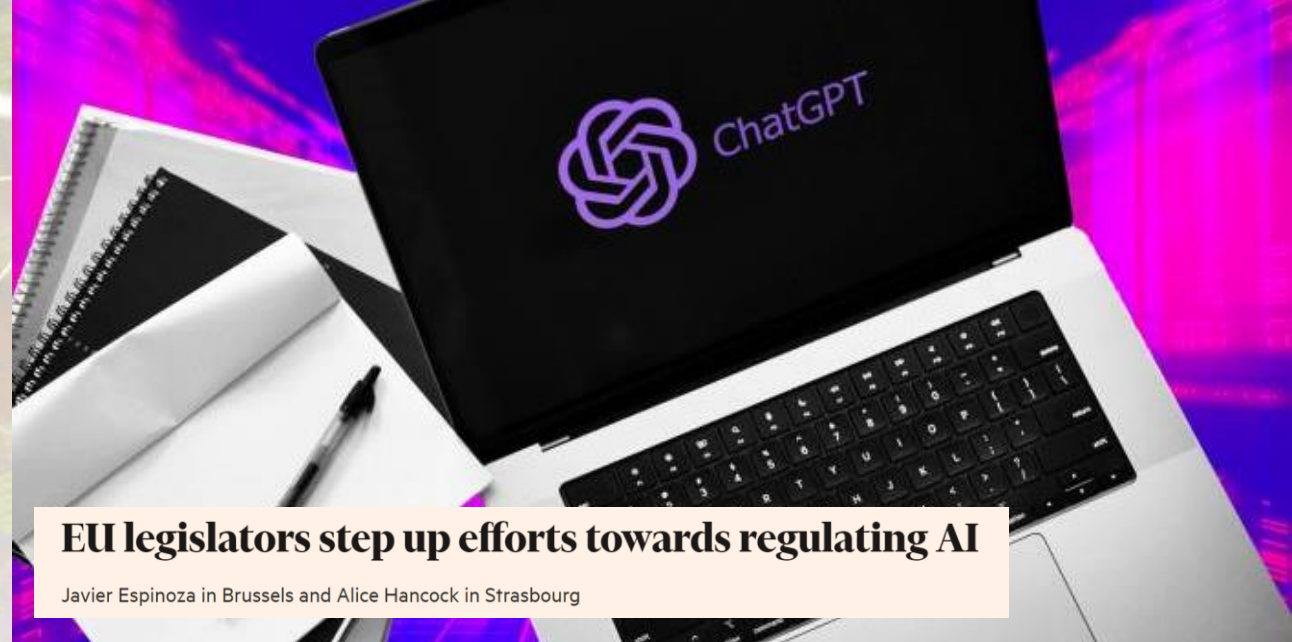 ChatGPT
EU legislators step up efforts towards regulating AI
Javier Espinoza in Brussels and Alice Hancock in Strasbourg